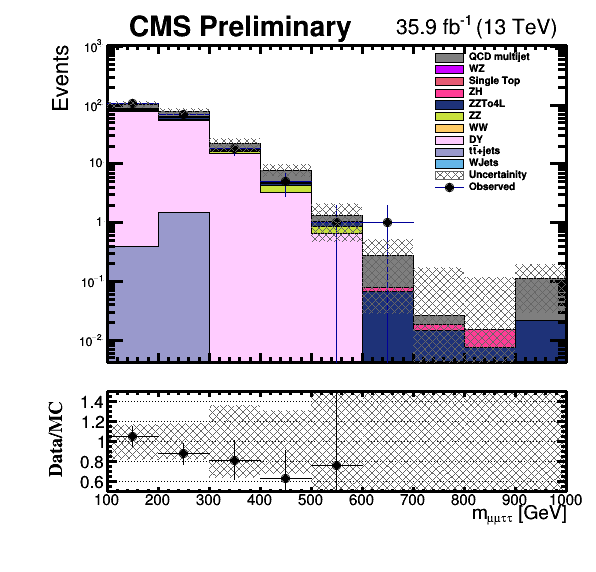 CMS Preliminary 35.9 fb⁻¹ (13 TeV)
Events
10³
10²
10
1
10⁻¹
10⁻²
QCD multijet
WZ
Single Top
ZH
ZZTo4L
ZZ
WW
DY
tt̄+jets
WJets
Uncertainity
Observed
Data/MC
1.4
1.2
1
0.8
0.6
100 200 300 400 500 600 700 800 900 1000
m_μμττ [GeV]